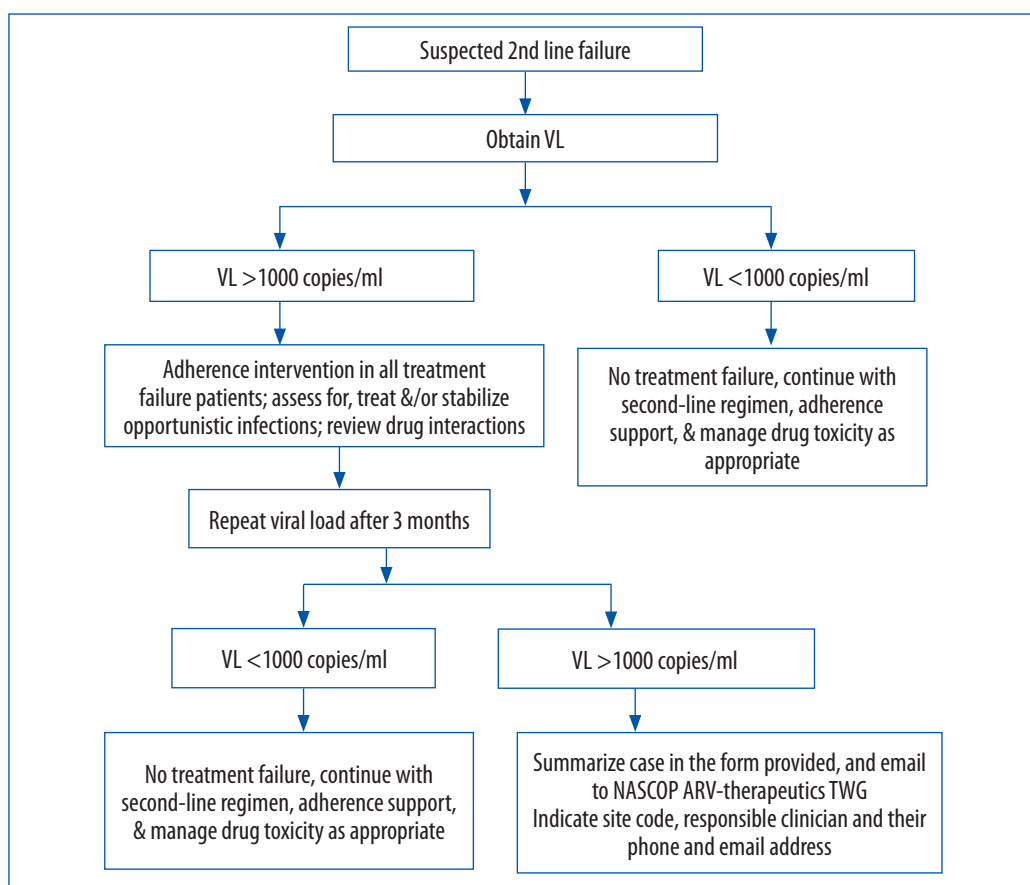 Suspected 2nd line failure
Obtain VL
VL >1000 copies/ml
VL <1000 copies/ml
Adherence intervention in all treatment
failure patients; assess for, treat &/or stabilize
opportunistic infections; review drug interactions
No treatment failure, continue with
second-line regimen, adherence
support, & manage drug toxicity as
appropriate
Repeat viral load after 3 months
VL <1000 copies/ml
VL >1000 copies/ml
No treatment failure, continue with
second-line regimen, adherence support,
& manage drug toxicity as appropriate
Summarize case in the form provided, and email
to NASCOP ARV-therapeutics TWG
Indicate site code, responsible clinician and their
phone and email address